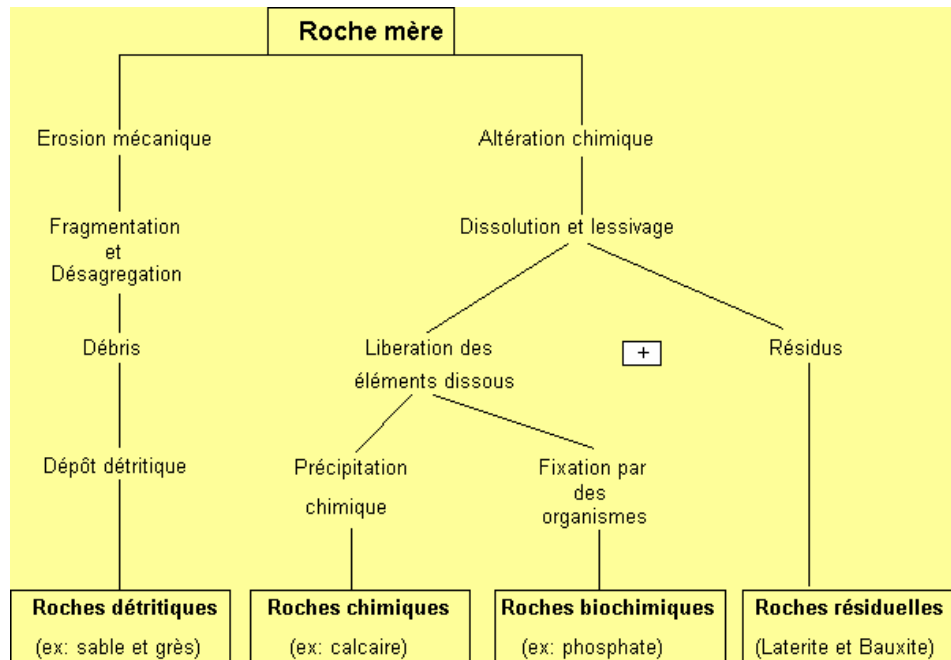 Roche mère
Erosion mécanique
Altération chimique
Fragmentation
et
Désagregation
Dissolution et lessivage
Débris
Liberation des
éléments dissous
+
Résidus
Dépôt détritique
Précipitation
chimique
Fixation par
des
organismes
Roches détritiques
(ex: sable et grès)
Roches chimiques
(ex: calcaire)
Roches biochimiques
(ex: phosphate)
Roches résiduelles
(Laterite et Bauxite)